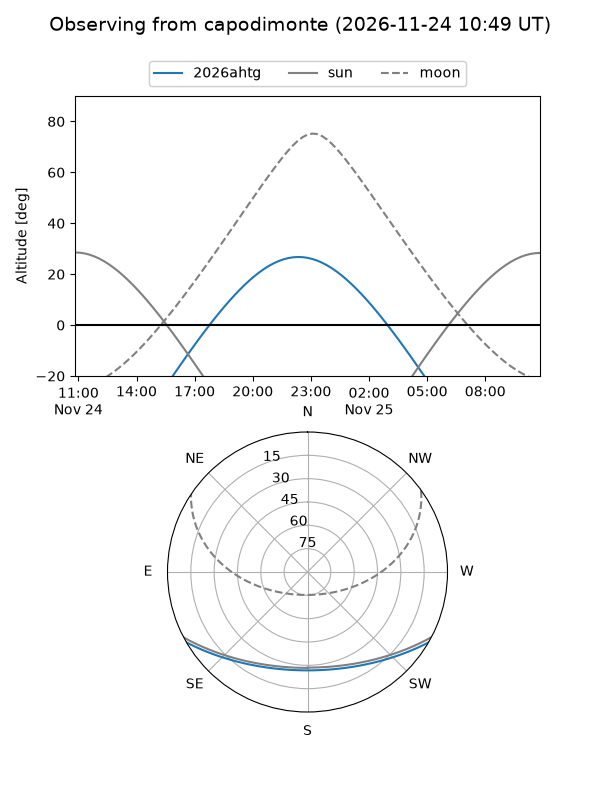 Observing from capodimonte (2026-11-24 10:49 UT)
2026ahtg sun moon
Altitude [deg]
80
60
40
20
0
−20
11:00 14:00 17:00 20:00 23:00 02:00 05:00 08:00
Nov 24 Nov 25
N
NE NW
15
30
45
60
75
E W
SE SW
S